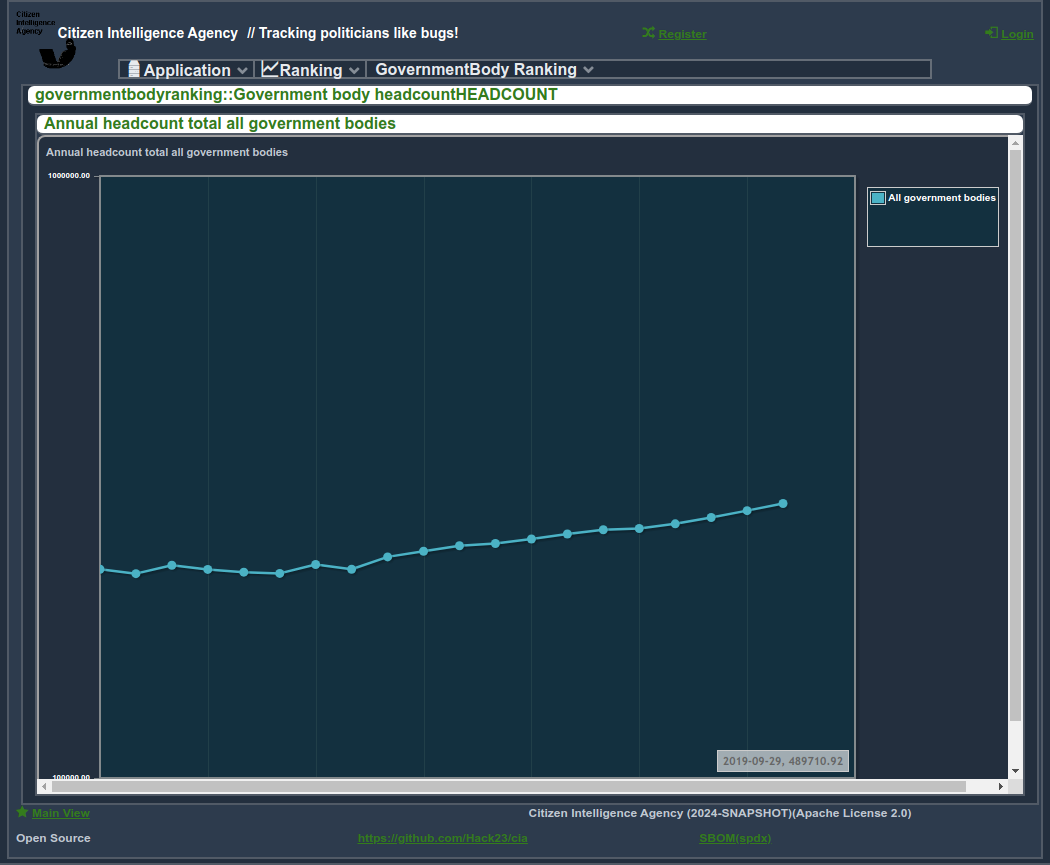 Citizen
Intelligence
Agency
Citizen Intelligence Agency // Tracking politicians like bugs!
Register
Login
Application
Ranking
GovernmentBody Ranking
governmentbodyranking::Government body headcountHEADCOUNT
Annual headcount total all government bodies
Annual headcount total all government bodies
1000000.00
All government bodies
2019-09-29, 489710.92
100000.00
Main View
Citizen Intelligence Agency (2024-SNAPSHOT)(Apache License 2.0)
Open Source
https://github.com/Hack23/cia
SBOM(spdx)